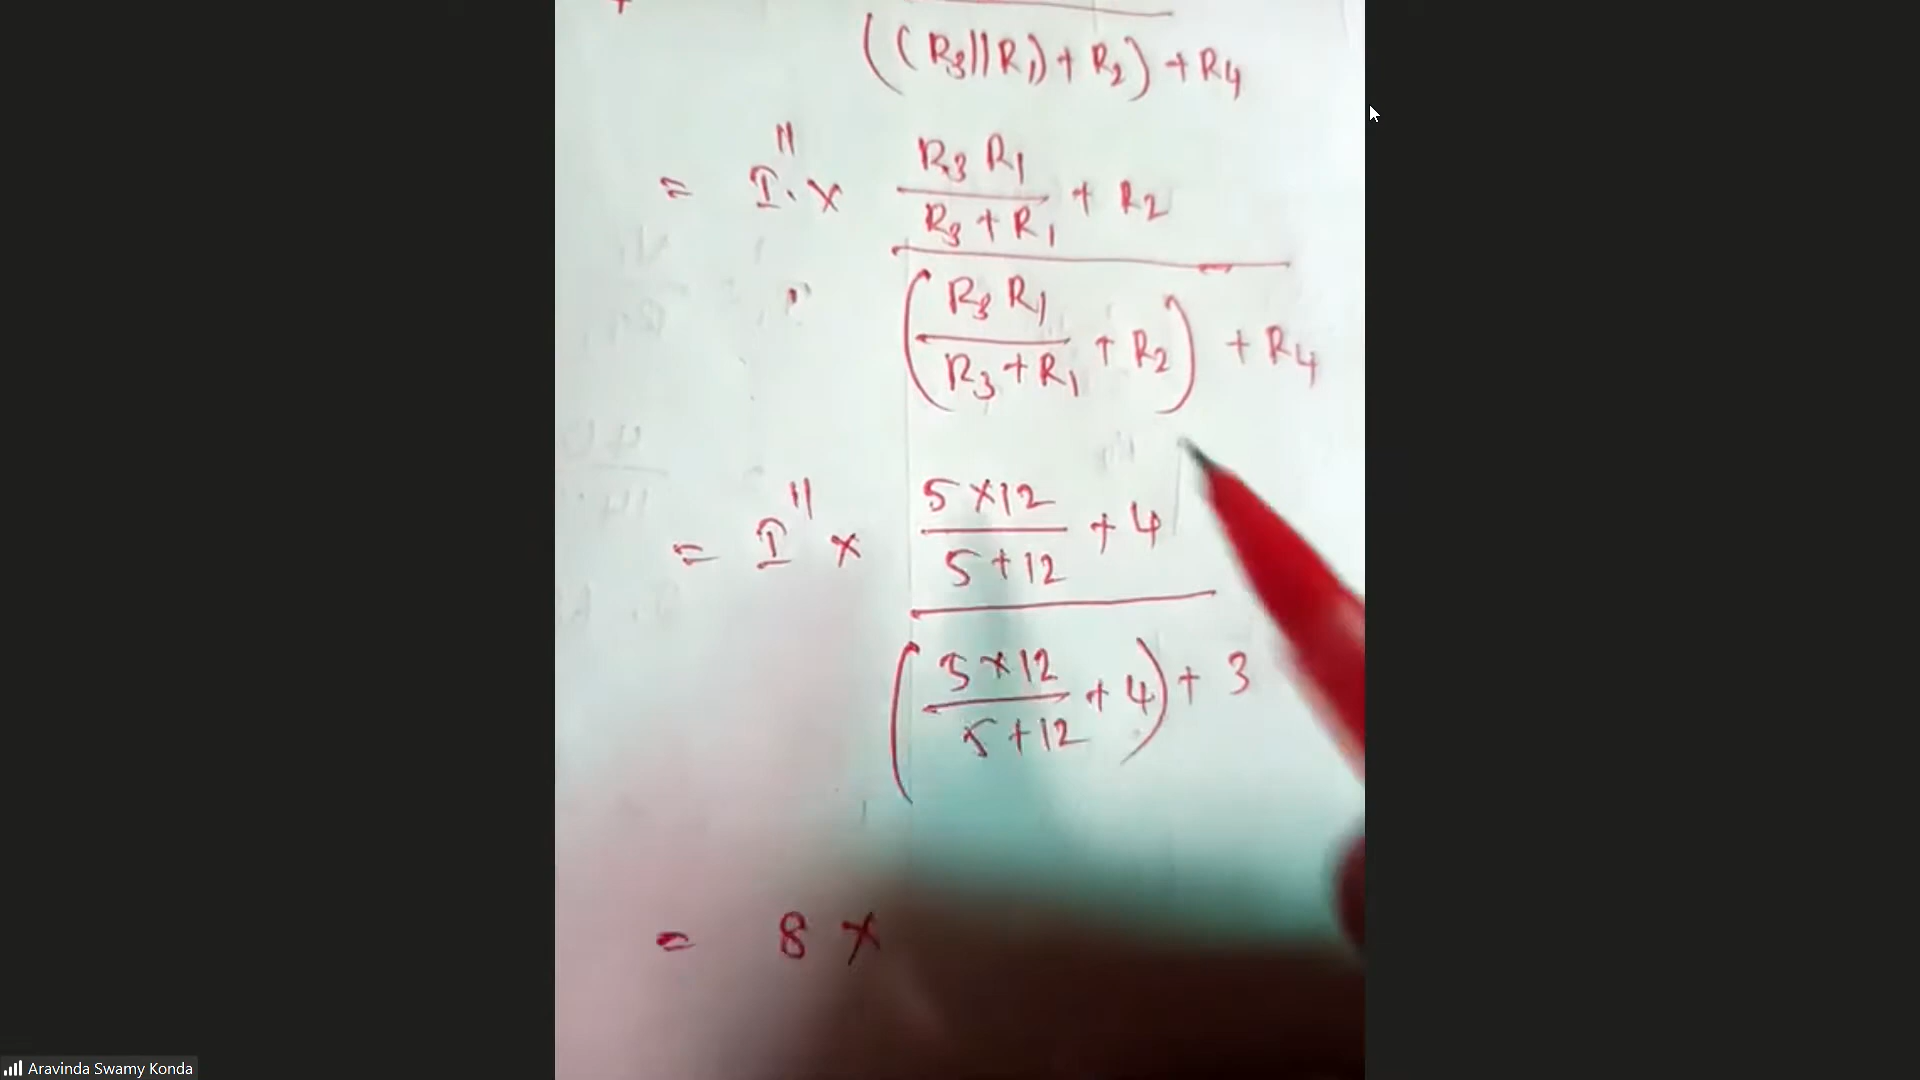 ((R3||R1)+R2)+R4
= I''. × R3 R1 / R3+R1 + R2
(R3 R1 / R3+R1 + R2) + R4
= I'' × 5×12 / 5+12 + 4
(5×12 / 5+12 + 4) + 3
= 8 ×
Aravinda Swamy Konda